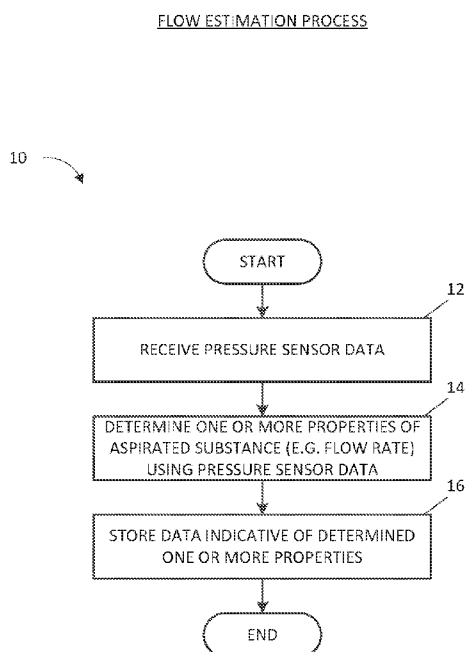 FLOW ESTIMATION PROCESS
10
START
12
RECEIVE PRESSURE SENSOR DATA
14
DETERMINE ONE OR MORE PROPERTIES OF
ASPIRATED SUBSTANCE (E.G. FLOW RATE)
USING PRESSURE SENSOR DATA
16
STORE DATA INDICATIVE OF DETERMINED
ONE OR MORE PROPERTIES
END